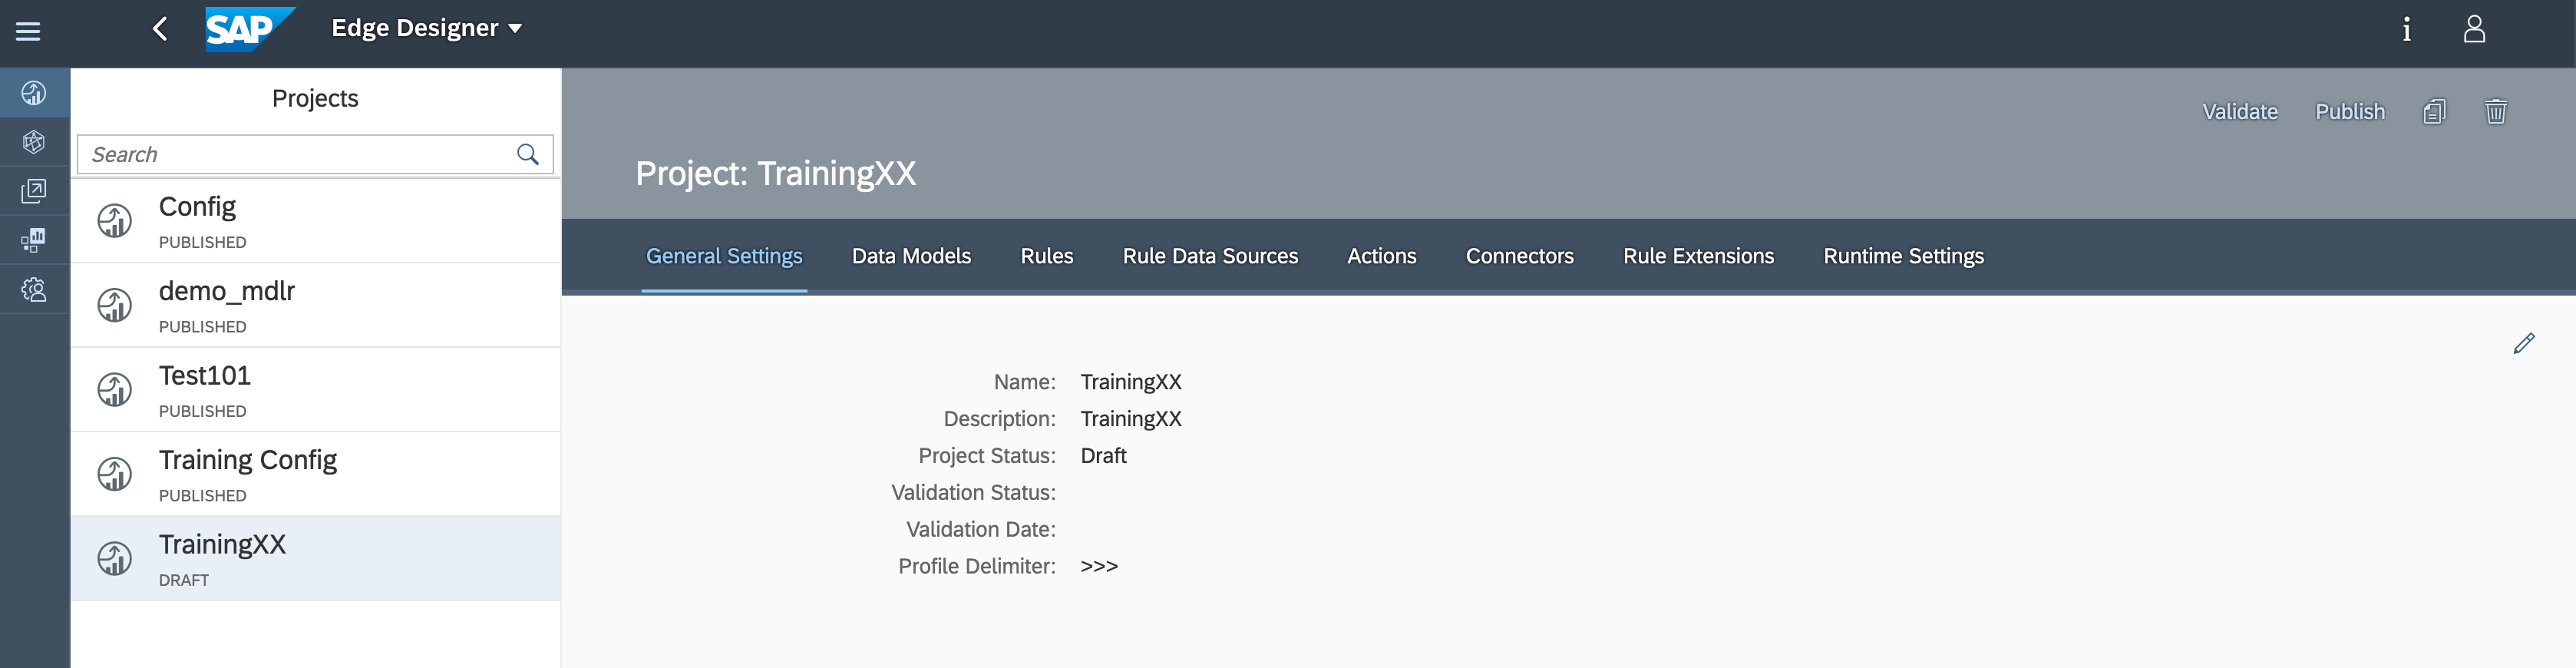 SAP Edge Designer
Projects
Search
Config
PUBLISHED
demo_mdlr
PUBLISHED
Test101
PUBLISHED
Training Config
PUBLISHED
TrainingXX
DRAFT
Validate Publish
Project: TrainingXX
General Settings Data Models Rules Rule Data Sources Actions Connectors Rule Extensions Runtime Settings
Name: TrainingXX
Description: TrainingXX
Project Status: Draft
Validation Status:
Validation Date:
Profile Delimiter: >>>